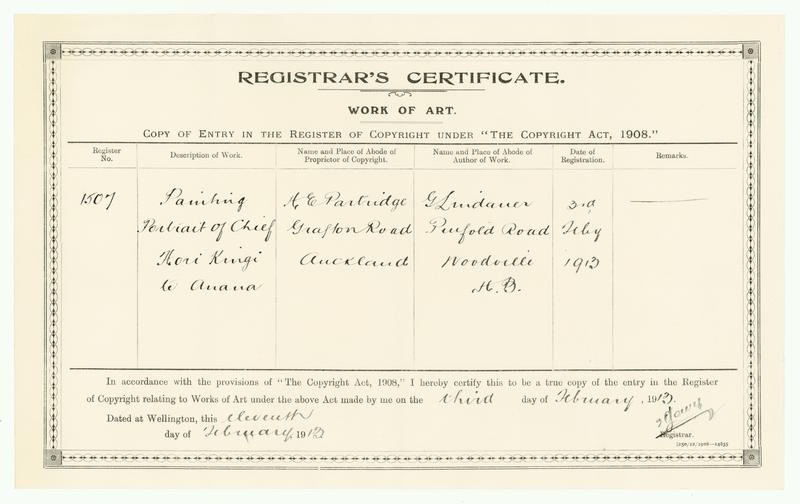 REGISTRAR'S CERTIFICATE.
WORK OF ART.
COPY OF ENTRY IN THE REGISTER OF COPYRIGHT UNDER "THE COPYRIGHT ACT, 1908."
Register No.
Description of Work.
Name and Place of Abode of Proprietor of Copyright.
Name and Place of Abode of Author of Work.
Date of Registration.
Remarks.
1507 Painting H E Partridge G Lindauer 3rd
Portrait of Chief Grafton Road Pinfold Road Feby
Hori Kingi Auckland Woodville 1913
te Anana H. B.
In accordance with the provisions of "The Copyright Act, 1908," I hereby certify this to be a true copy of the entry in the Register
of Copyright relating to Works of Art under the above Act made by me on the third day of February, 1913.
Dated at Wellington, this eleventh
day of February, 1913
Registrar.